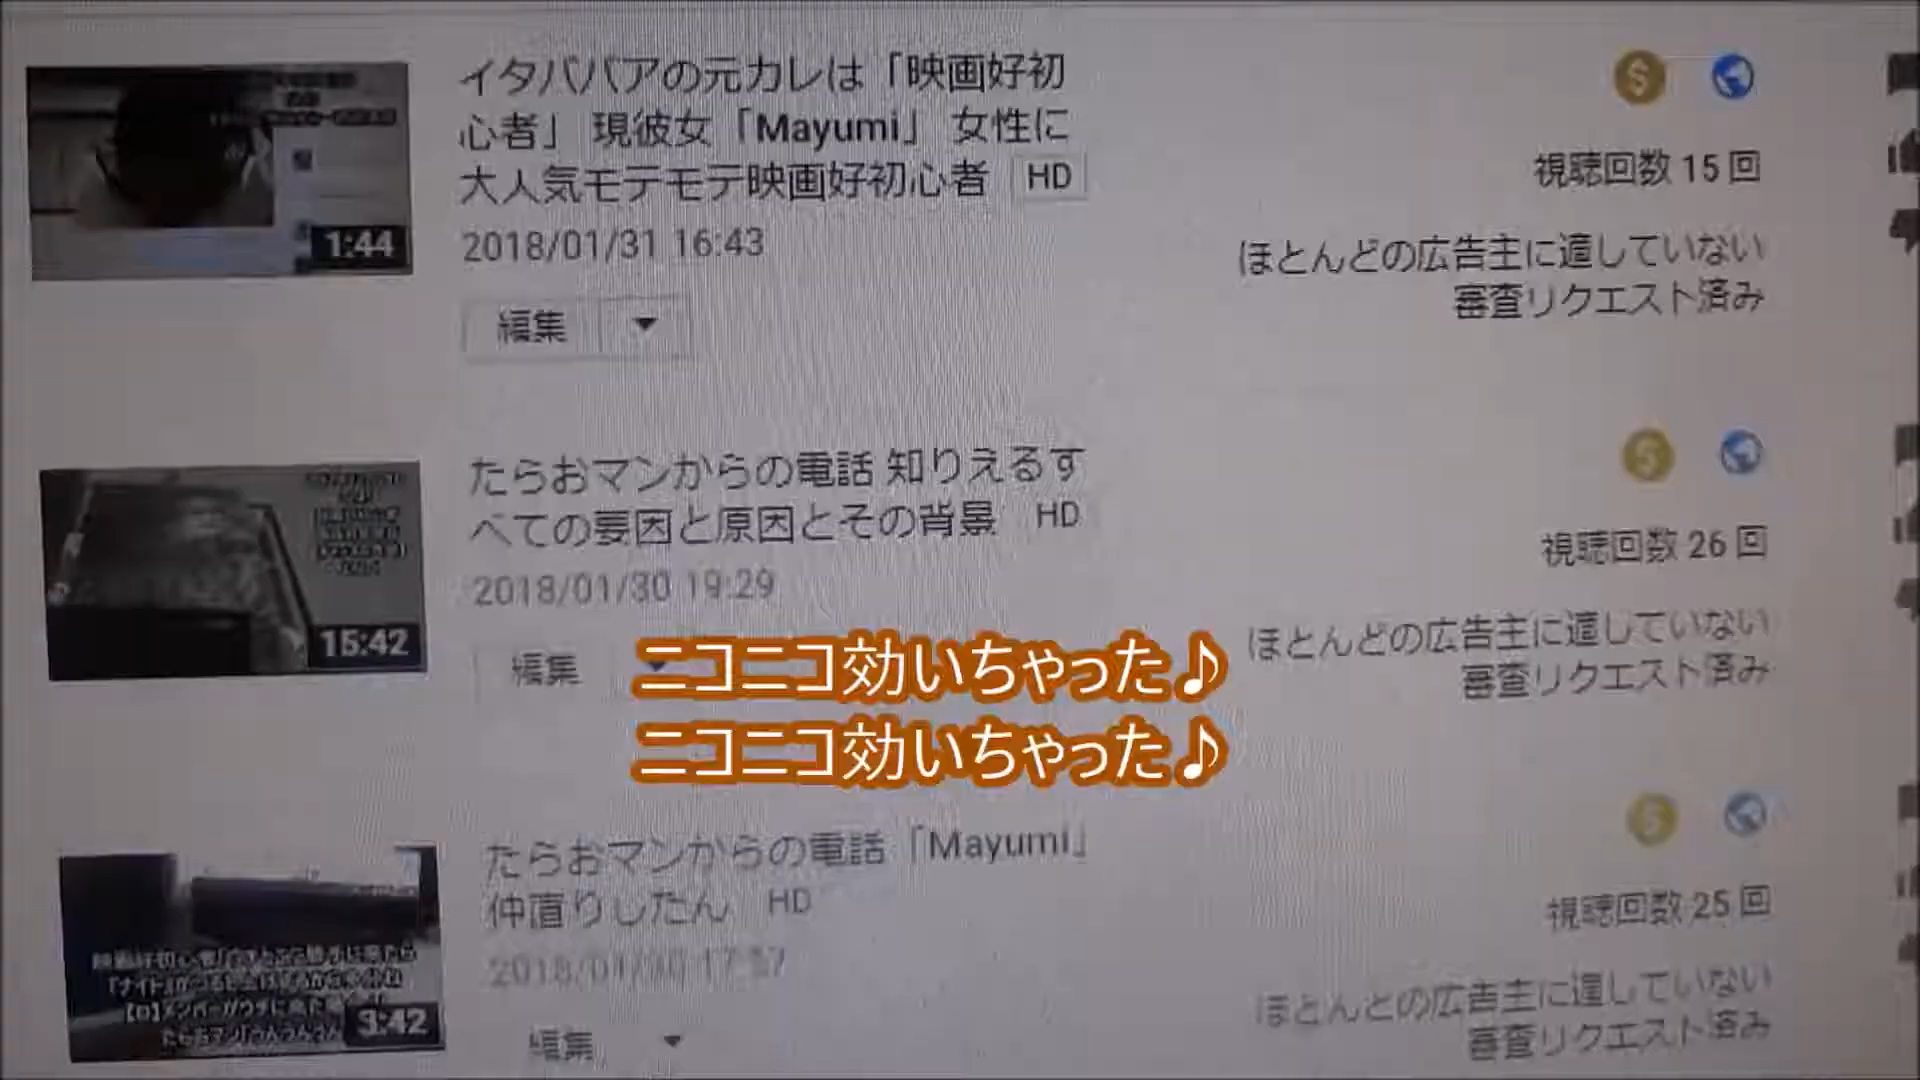 イタババアの元カレは「映画好初
心者」 現彼女「Mayumi」 女性に
大人気モテモテ映画好初心者 HD
2018/01/31 16:43
1:44
編集
視聴回数 15 回
ほとんどの広告主に適していない
審査リクエスト済み
たらおマンからの電話 知りえるす
べての要因と原因とその背景 HD
2018/01/30 19:29
15:42
編集
視聴回数 26 回
ほとんどの広告主に適していない
審査リクエスト済み
ニコニコ効いちゃった♪
ニコニコ効いちゃった♪
たらおマンからの電話「Mayumi」
仲直りしたん HD
2018/01/30 17:57
3:42
編集
視聴回数 25 回
ほとんどの広告主に適していない
審査リクエスト済み